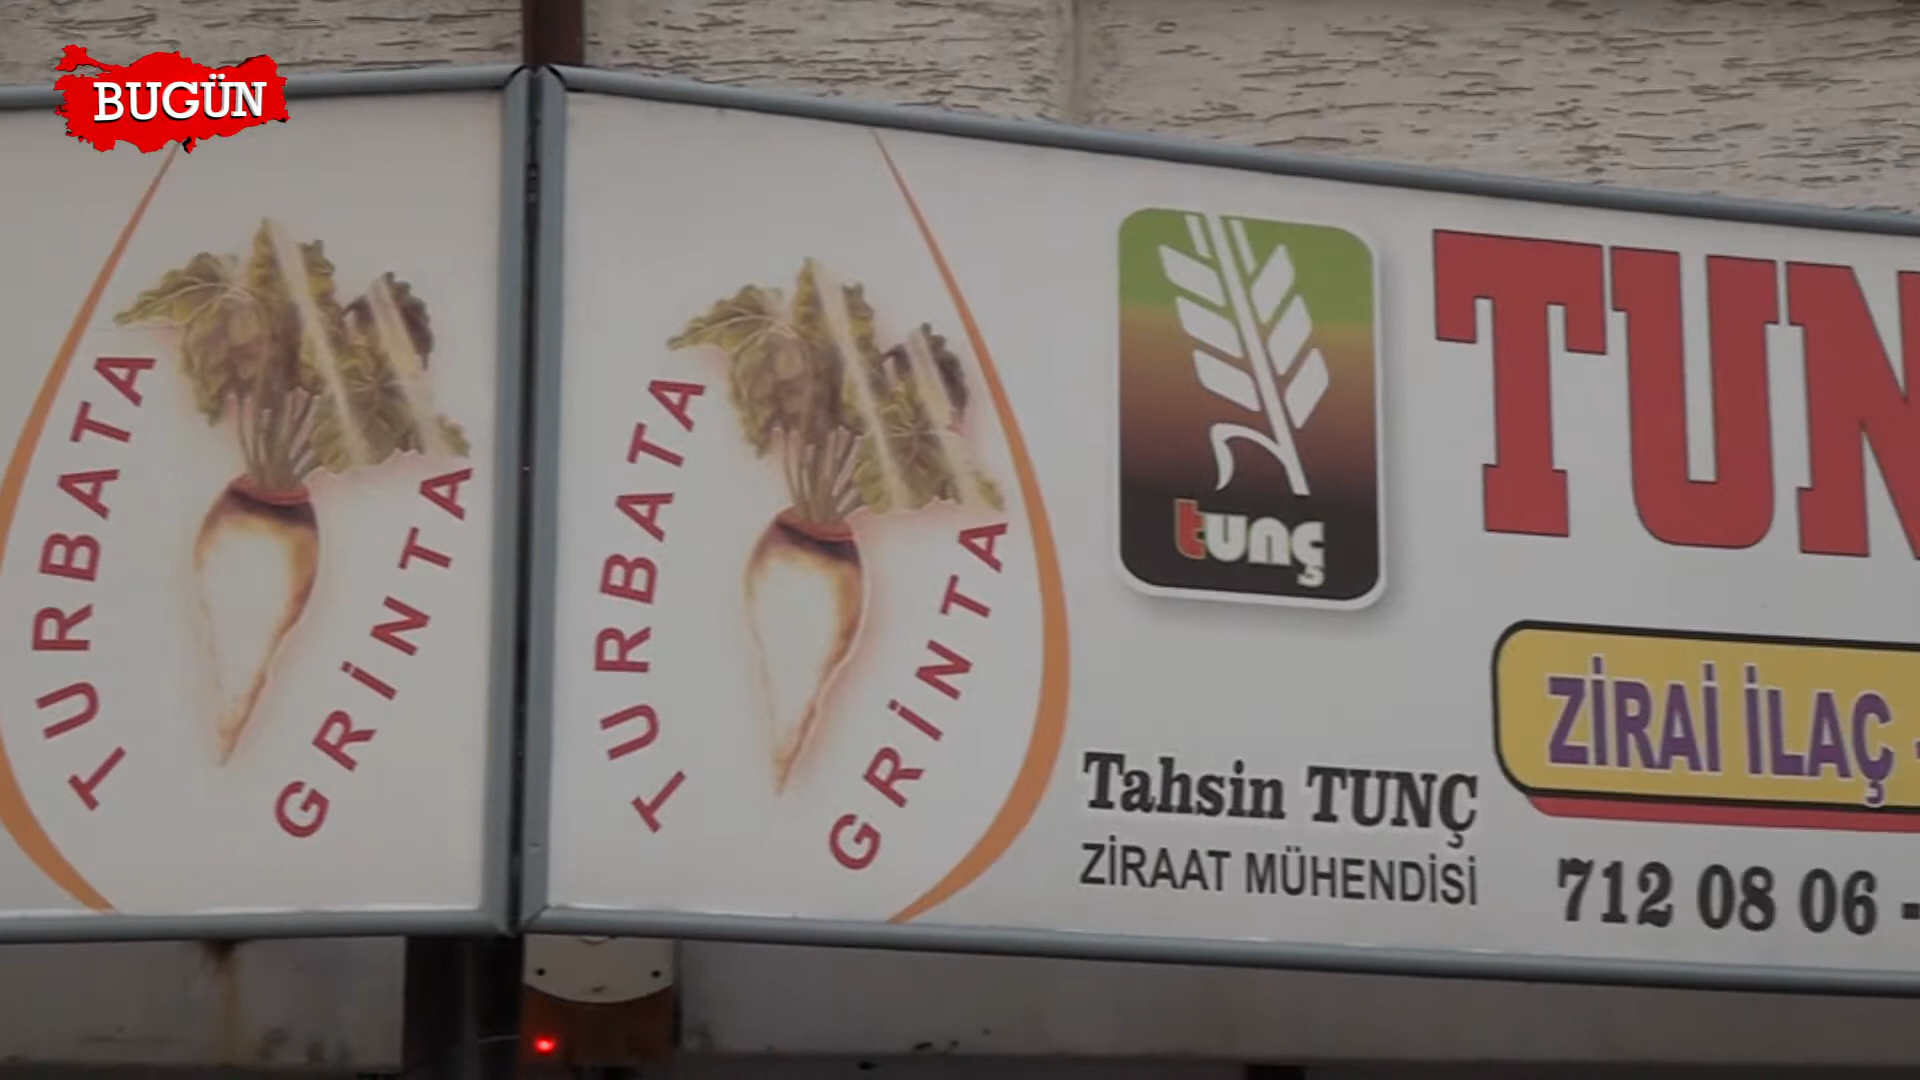 BUGÜN
TURBATA
GRİNTA
TURBATA
GRİNTA
tunç
TUN
ZİRAİ İLAÇ -
Tahsin TUNÇ
ZİRAAT MÜHENDİSİ
712 08 06 -